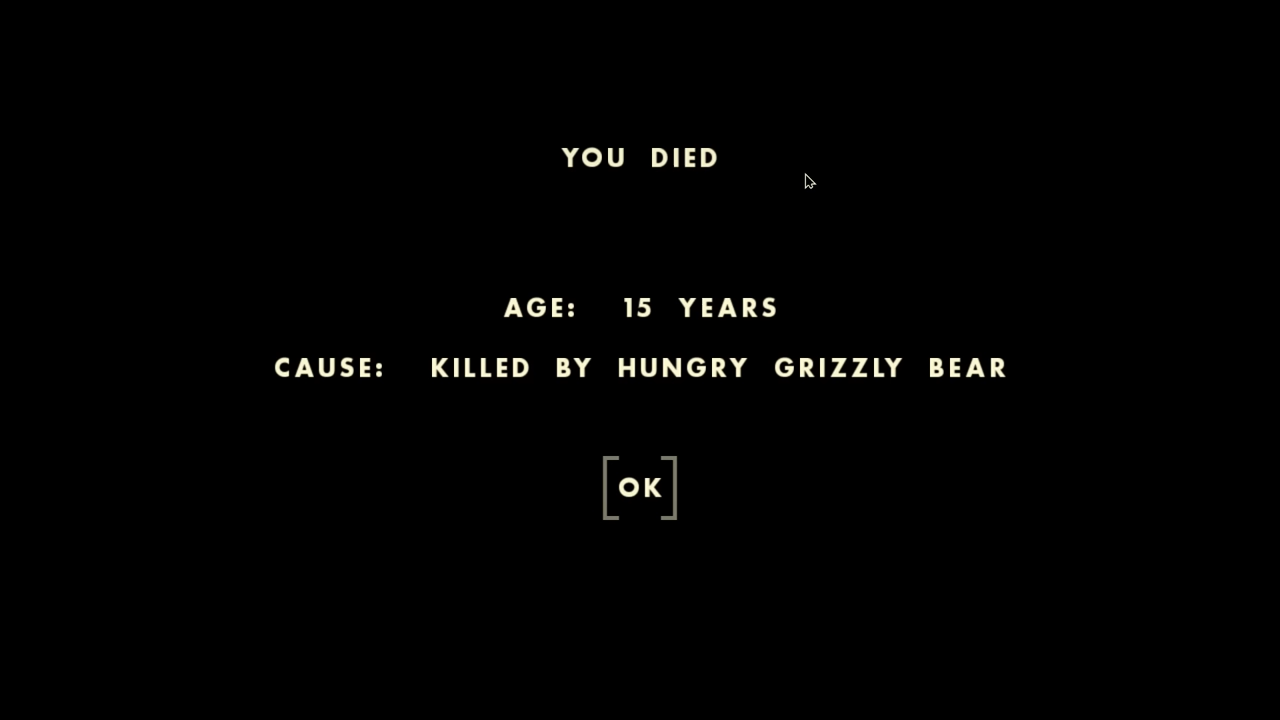 YOU DIED
AGE: 15 YEARS
CAUSE: KILLED BY HUNGRY GRIZZLY BEAR
[OK]